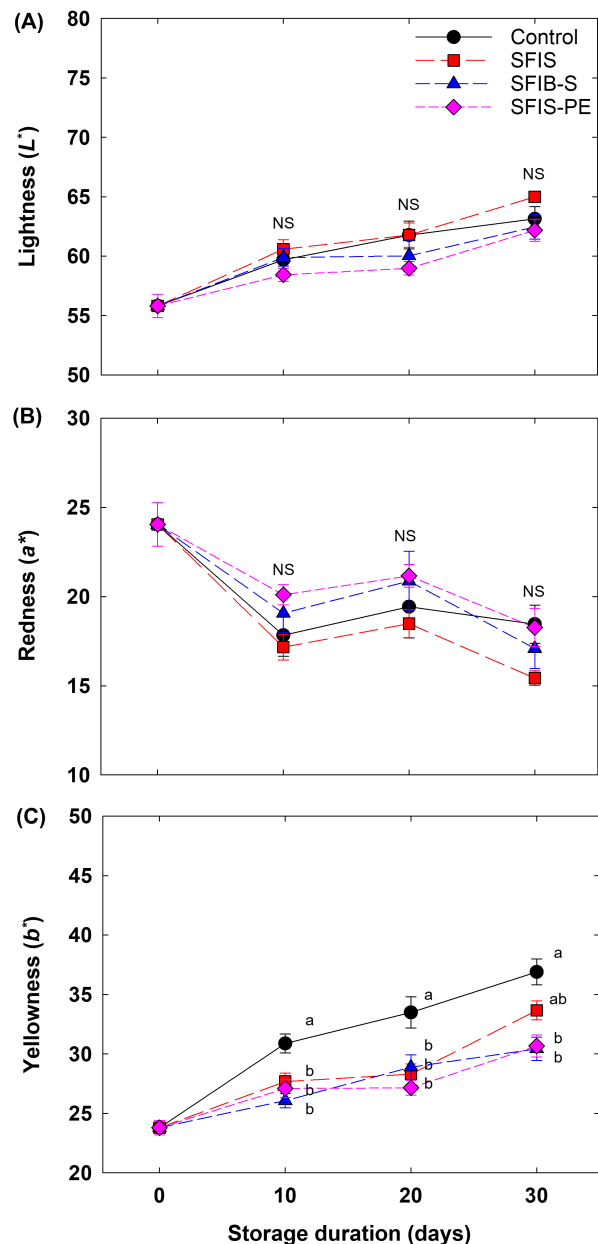 (A)
80
75
70
65
60
55
50
Lightness (L*)
Control
SFIS
SFIB-S
SFIS-PE
NS
NS
NS
(B)
30
25
20
15
10
Redness (a*)
NS
NS
NS
(C)
50
45
40
35
30
25
20
Yellowness (b*)
a
b
b
b
a
b
b
b
a
ab
b
b
0
10
20
30
Storage duration (days)